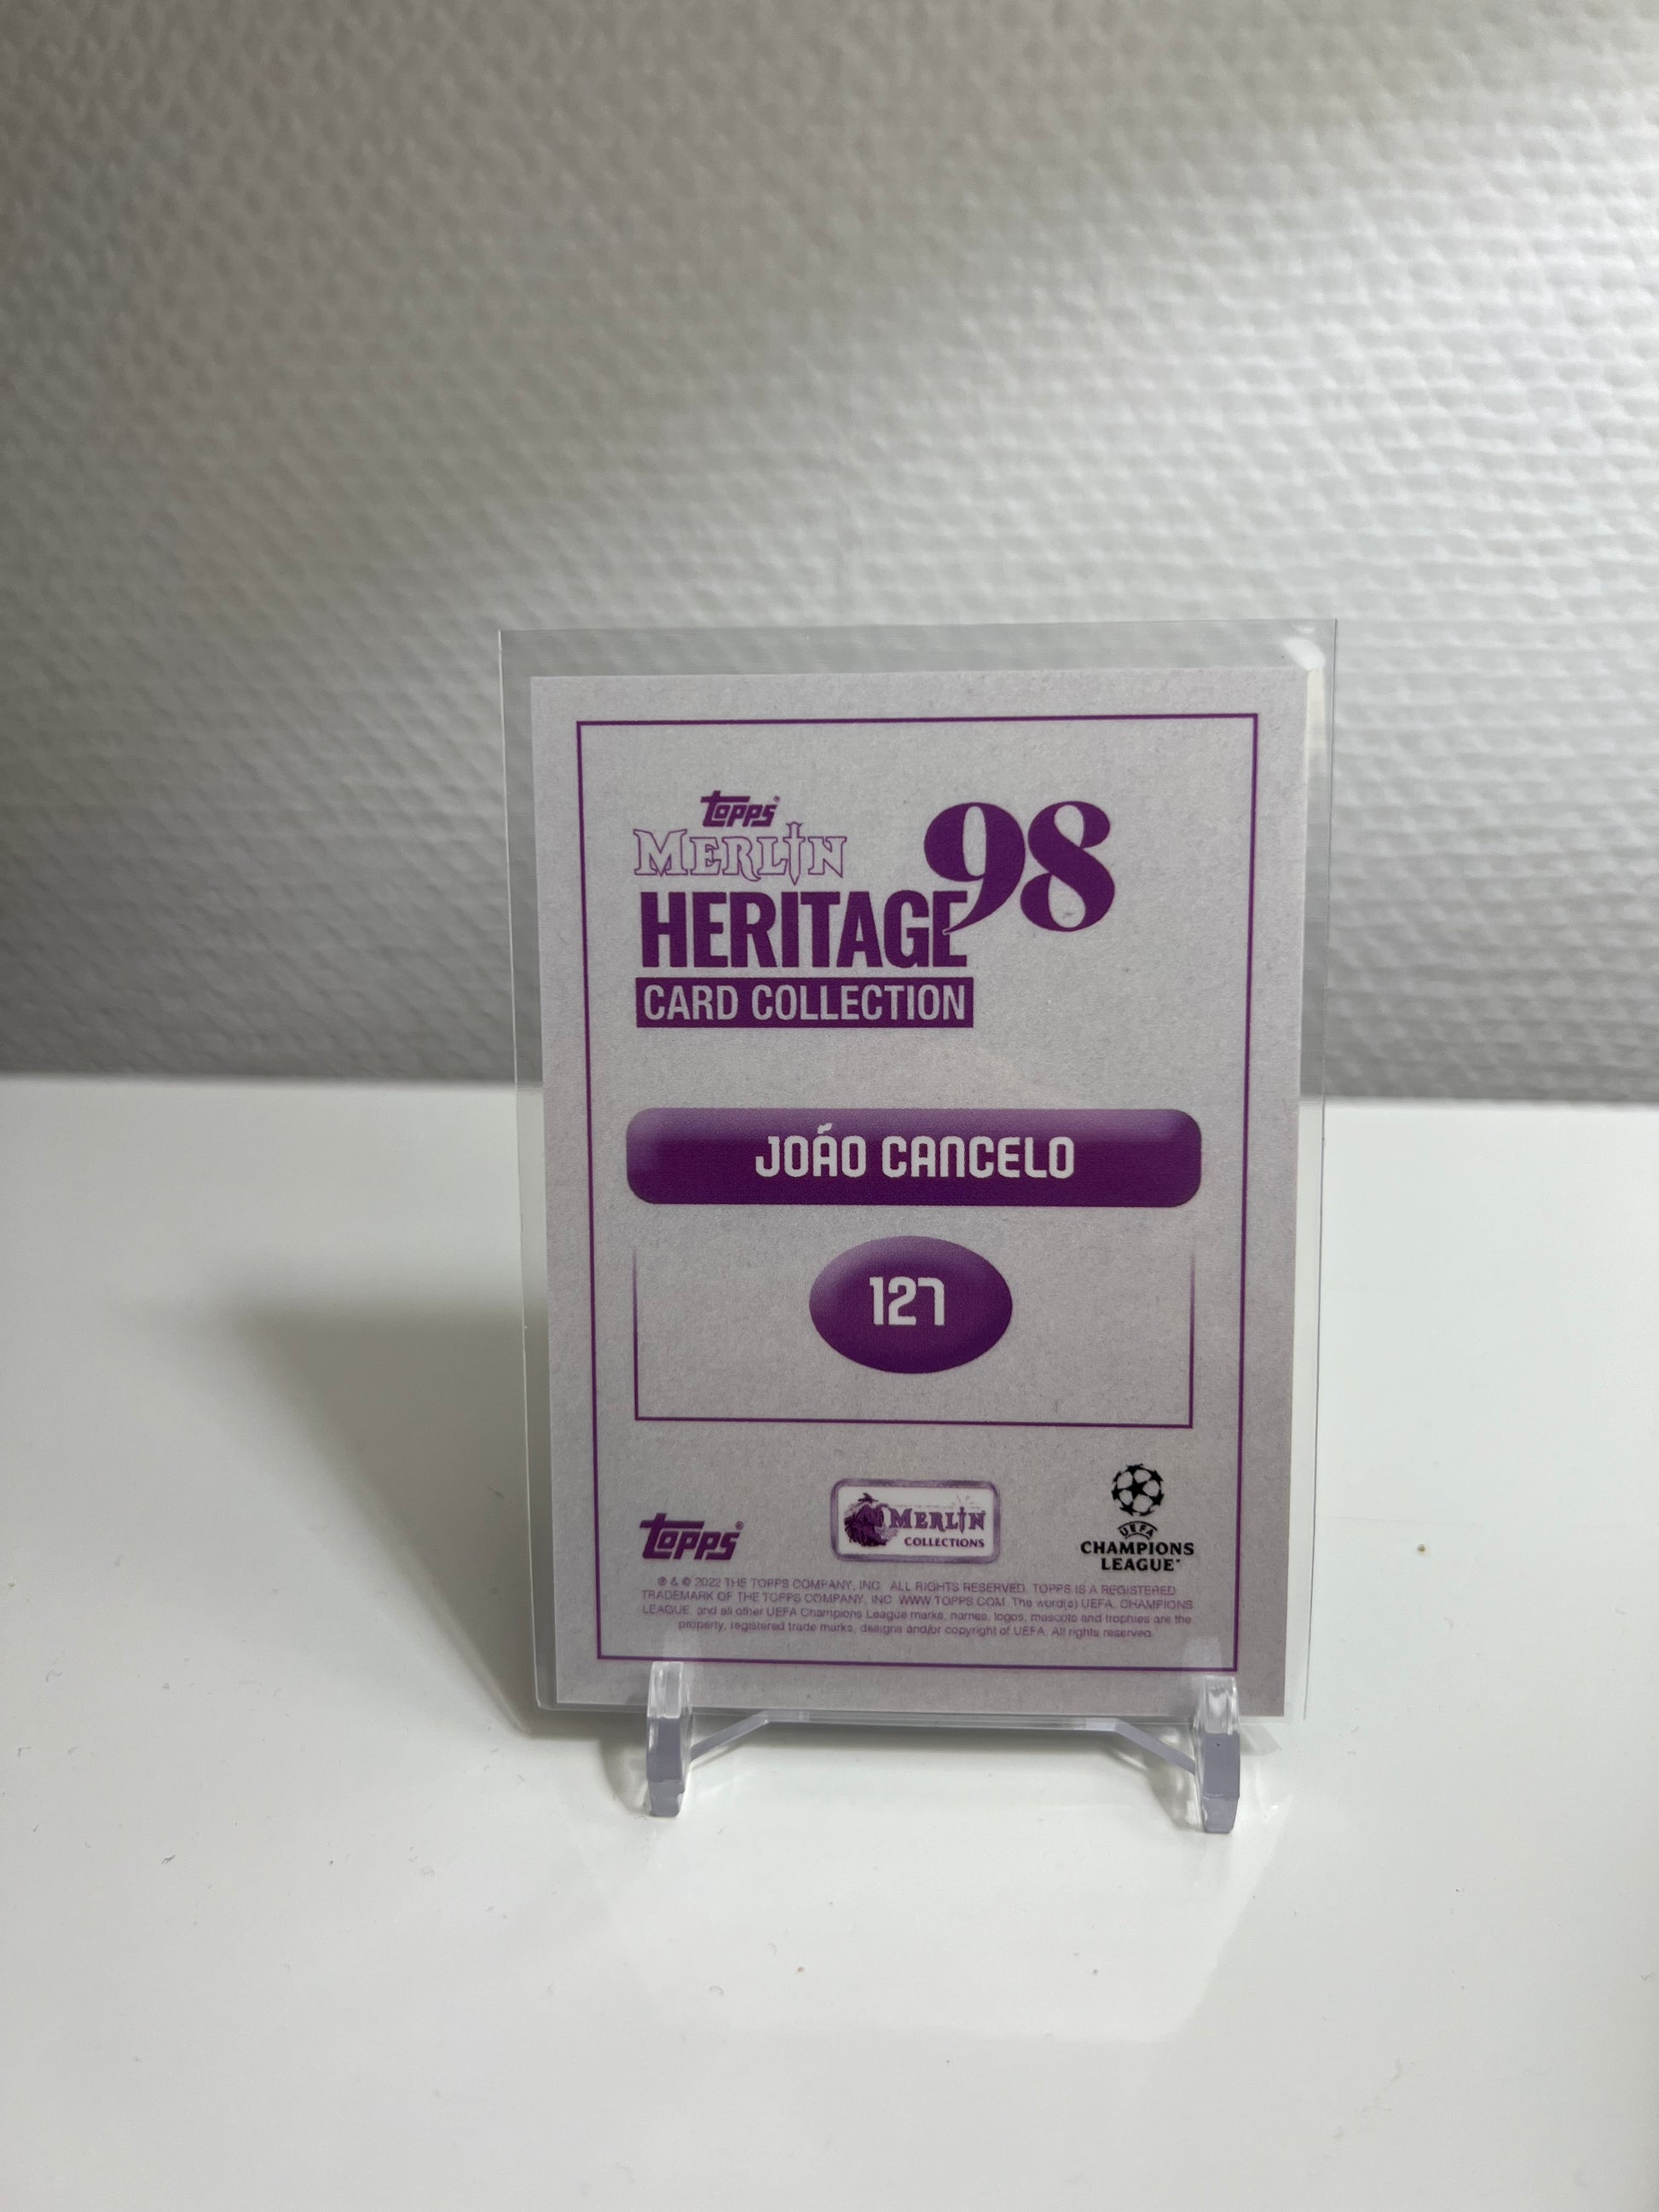 topps
MERLIN
98
HERITAGE
CARD COLLECTION
JOÃO CANCELO
127
topps®
MERLIN
COLLECTIONS
UEFA
CHAMPIONS
LEAGUE
® & © 2022 THE TOPPS COMPANY, INC. ALL RIGHTS RESERVED. TOPPS IS A REGISTERED
TRADEMARK OF THE TOPPS COMPANY, INC. WWW.TOPPS.COM. The word(s) UEFA, CHAMPIONS
LEAGUE, and all other UEFA Champions League marks, names, logos, mascots and trophies are the
property, registered trade marks, designs and/or copyright of UEFA. All rights reserved.